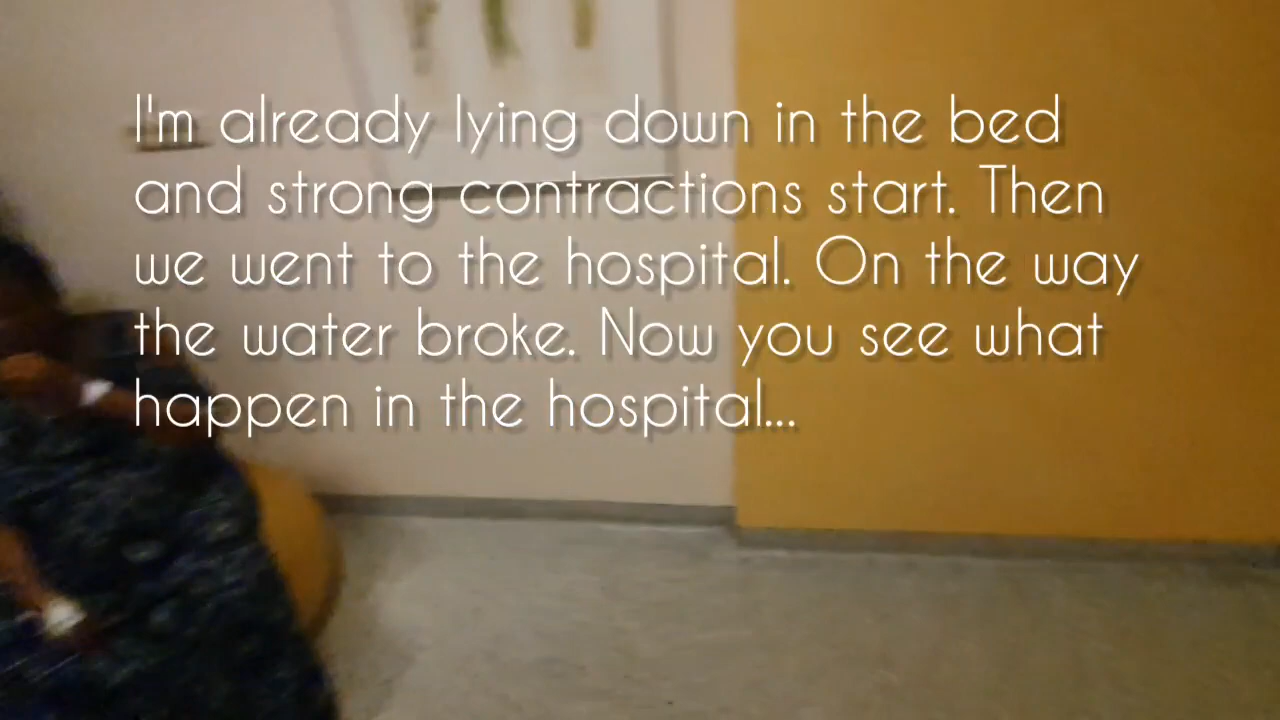 I'm already lying down in the bed
and strong contractions start. Then
we went to the hospital. On the way
the water broke. Now you see what
happen in the hospital...